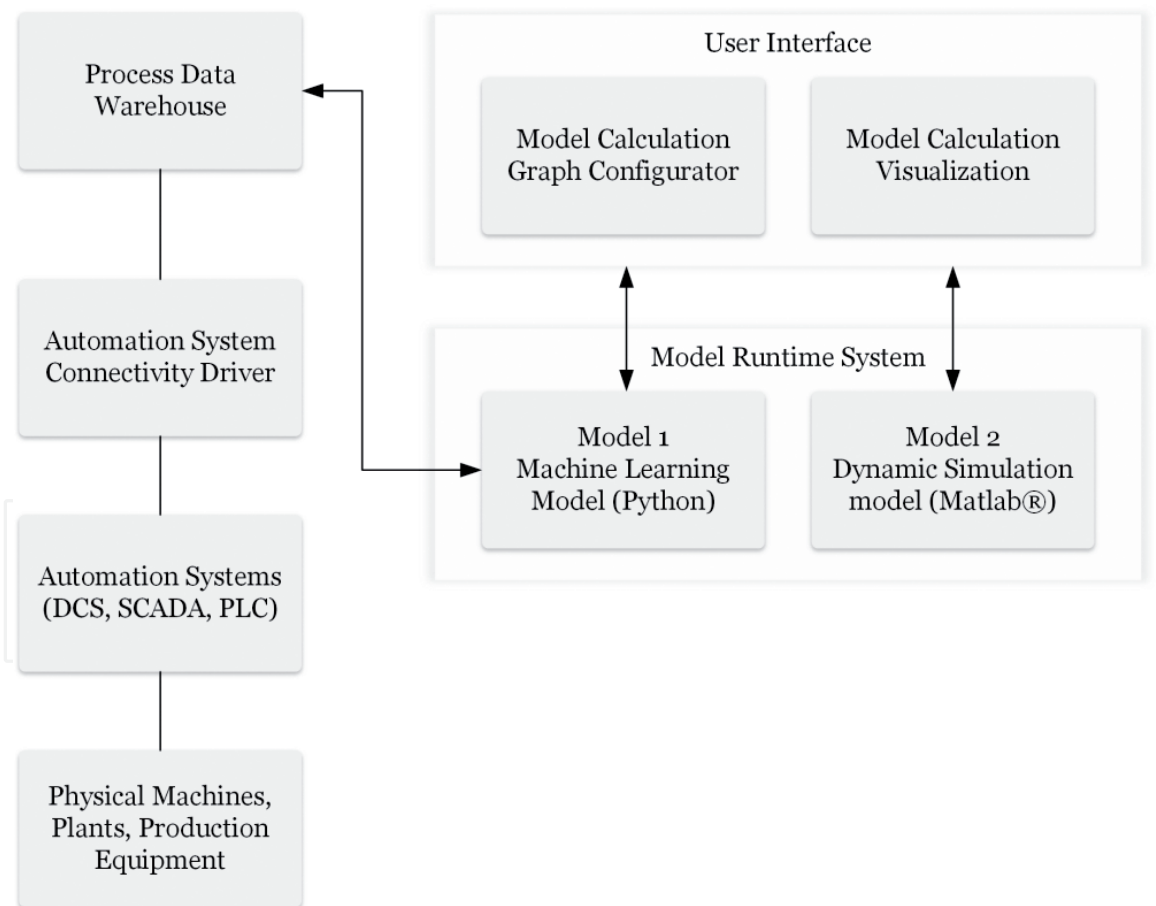 Process Data
Warehouse
Automation System
Connectivity Driver
Automation Systems
(DCS, SCADA, PLC)
Physical Machines,
Plants, Production
Equipment
User Interface
Model Calculation
Graph Configurator
Model Calculation
Visualization
Model Runtime System
Model 1
Machine Learning
Model (Python)
Model 2
Dynamic Simulation
model (Matlab®)